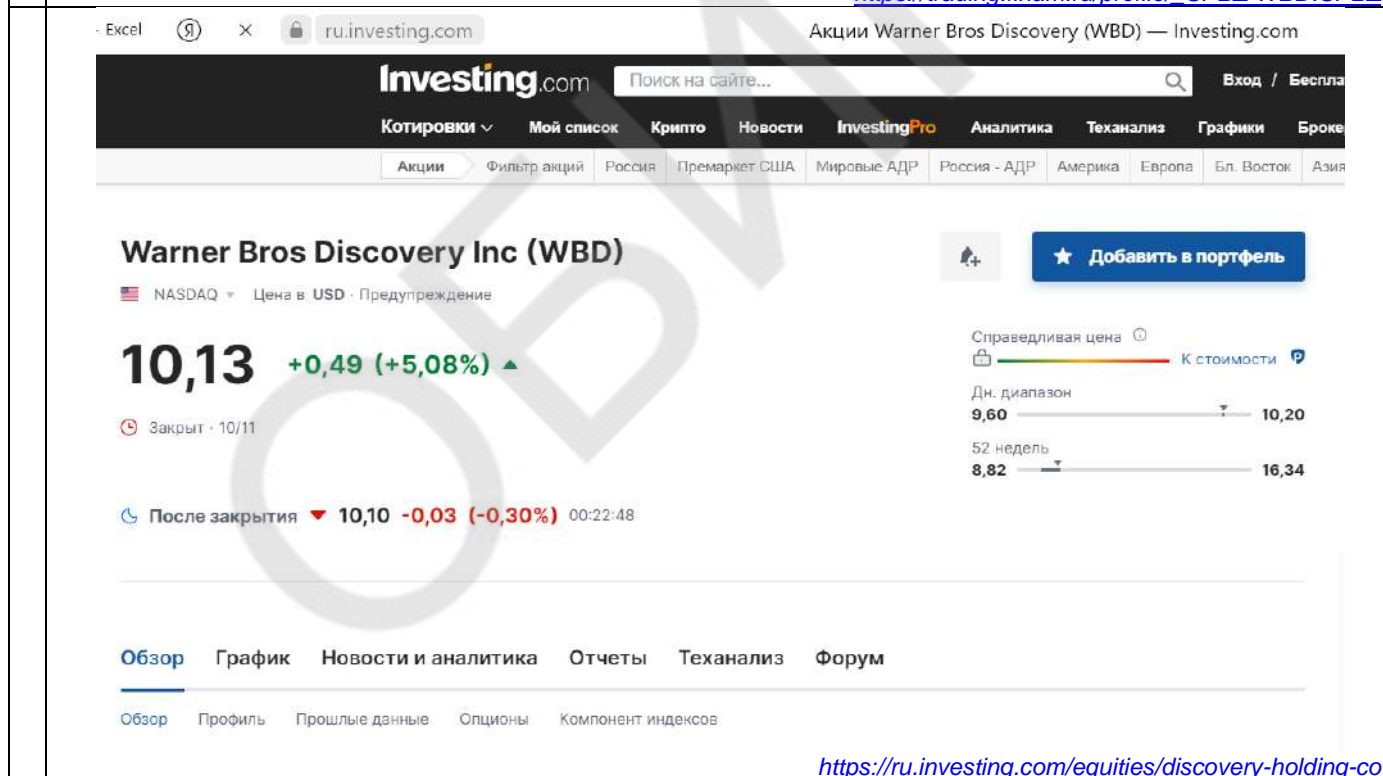 Excel Я × ru.investing.com Акции Warner Bros Discovery (WBD) — Investing.com
Investing.com Поиск на сайте... Вход /
Котировки Мой список Крипто Новости InvestingPro Аналитика Теханализ Графики
Акции Фильтр акций Россия Премаркет США Мировые АДР Россия - АДР Америка Европа Бл. Восток Азия
Warner Bros Discovery Inc (WBD)
Добавить в портфель
NASDAQ Цена в USD · Предупреждение
Справедливая цена
К стоимости
10,13 +0,49 (+5,08%)
Дн. диапазон
9,60 10,20
Закрыт · 10/11
52 недель
8,82 16,34
После закрытия 10,10 -0,03 (-0,30%) 00:22:48
Обзор График Новости и аналитика Отчеты Теханализ Форум
Обзор Профиль Прошлые данные Опционы Компонент индексов
https://ru.investing.com/equities/discovery-holding-co